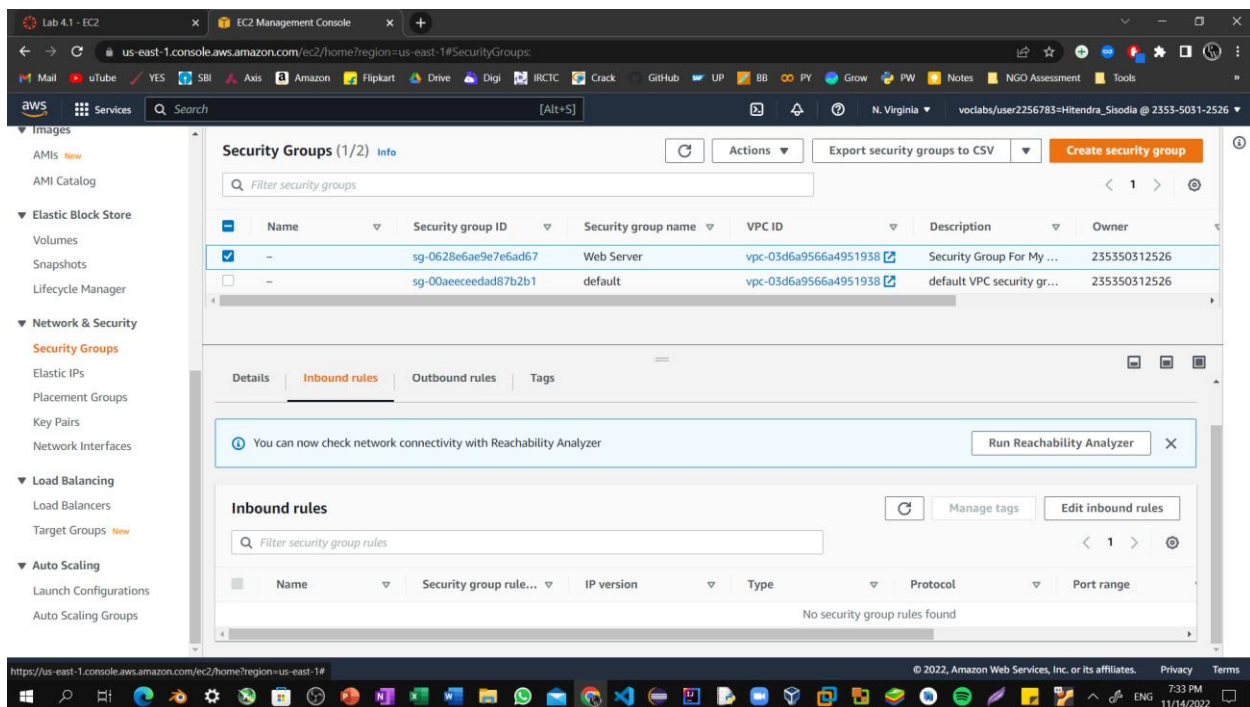 Lab 4.1 - EC2
EC2 Management Console
us-east-1.console.aws.amazon.com/ec2/home?region=us-east-1#SecurityGroups:
Mail uTube YES SBI Axis Amazon Flipkart Drive Digi IRCTC Crack GitHub UP BB PY Grow PW Notes NGO Assessment Tools »
aws Services Search [Alt+S] N. Virginia ▼ voclabs/user2256783=Hitendra_Sisodia @ 2353-5031-2526 ▼
Images
AMIs New
AMI Catalog
Elastic Block Store
Volumes
Snapshots
Lifecycle Manager
Network & Security
Security Groups
Elastic IPs
Placement Groups
Key Pairs
Network Interfaces
Load Balancing
Load Balancers
Target Groups New
Auto Scaling
Launch Configurations
Auto Scaling Groups
Security Groups (1/2) Info Actions ▼ Export security groups to CSV ▼ Create security group
Filter security groups < 1 >
Name Security group ID Security group name VPC ID Description Owner
– sg-0628e6ae9e7e6ad67 Web Server vpc-03d6a9566a4951938 Security Group For My ... 235350312526
– sg-00aeeceedad87b2b1 default vpc-03d6a9566a4951938 default VPC security gr... 235350312526
Details Inbound rules Outbound rules Tags
You can now check network connectivity with Reachability Analyzer Run Reachability Analyzer
Inbound rules Manage tags Edit inbound rules
Filter security group rules < 1 >
Name Security group rule... IP version Type Protocol Port range
No security group rules found
https://us-east-1.console.aws.amazon.com/ec2/home?region=us-east-1# © 2022, Amazon Web Services, Inc. or its affiliates. Privacy Terms
ENG 7:33 PM
11/14/2022